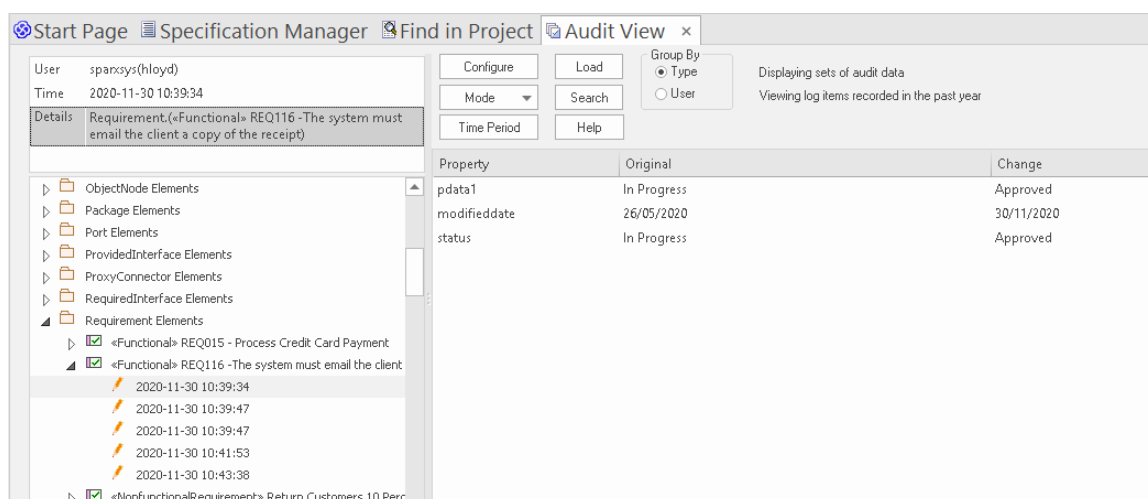 Start Page Specification Manager Find in Project Audit View ×
User sparxsys(hloyd)
Time 2020-11-30 10:39:34
Details Requirement.(«Functional» REQ116 -The system must
email the client a copy of the receipt)
Configure Load
Mode Search
Time Period Help
Group By
Type
User
Displaying sets of audit data
Viewing log items recorded in the past year
ObjectNode Elements
Package Elements
Port Elements
ProvidedInterface Elements
ProxyConnector Elements
RequiredInterface Elements
Requirement Elements
«Functional» REQ015 - Process Credit Card Payment
«Functional» REQ116 -The system must email the client
2020-11-30 10:39:34
2020-11-30 10:39:47
2020-11-30 10:39:47
2020-11-30 10:41:53
2020-11-30 10:43:38
«NonfunctionalRequirement» Return Customers 10 Perc
Property Original Change
pdata1 In Progress Approved
modifieddate 26/05/2020 30/11/2020
status In Progress Approved